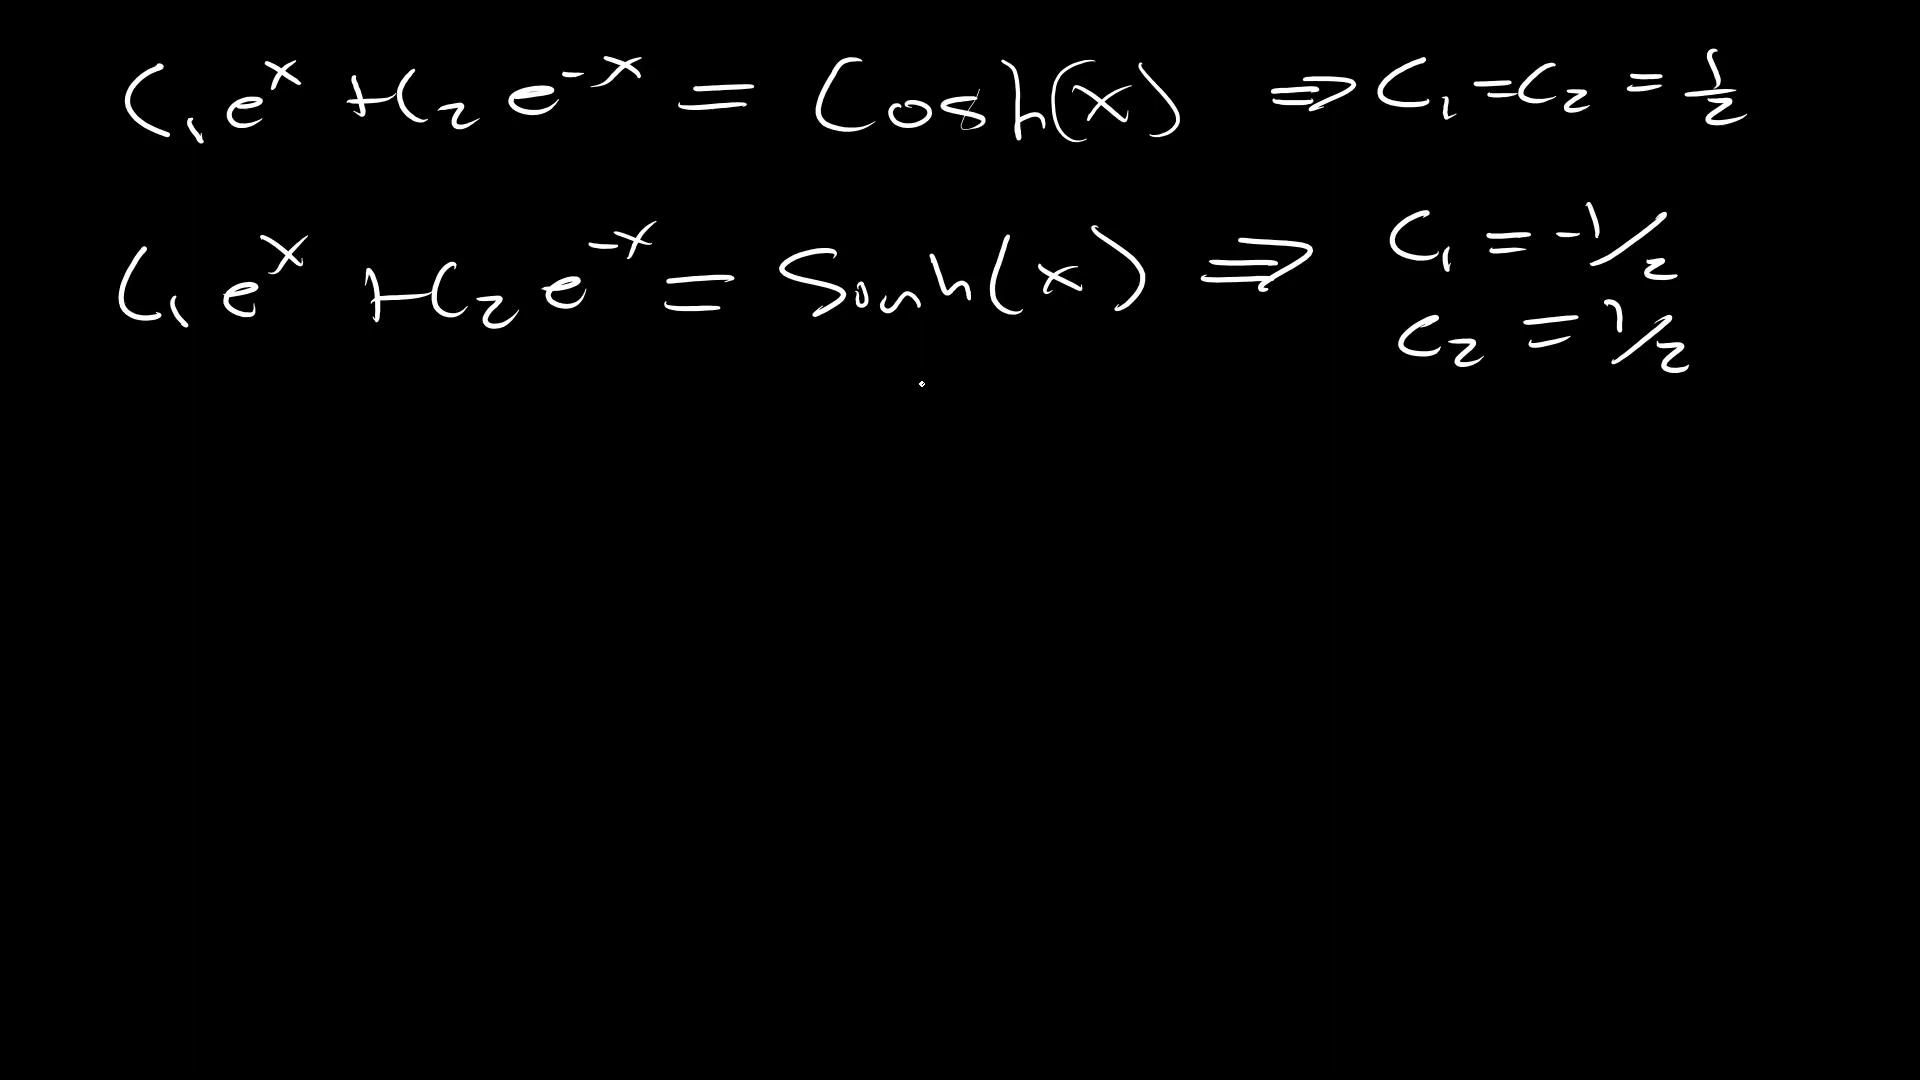 C₁eˣ + C₂e⁻ˣ = Cosh(x) ⇒ C₁ = C₂ = 1/2
C₁eˣ + C₂e⁻ˣ = Sinh(x) ⇒ C₁ = -1/2
C₂ = 1/2